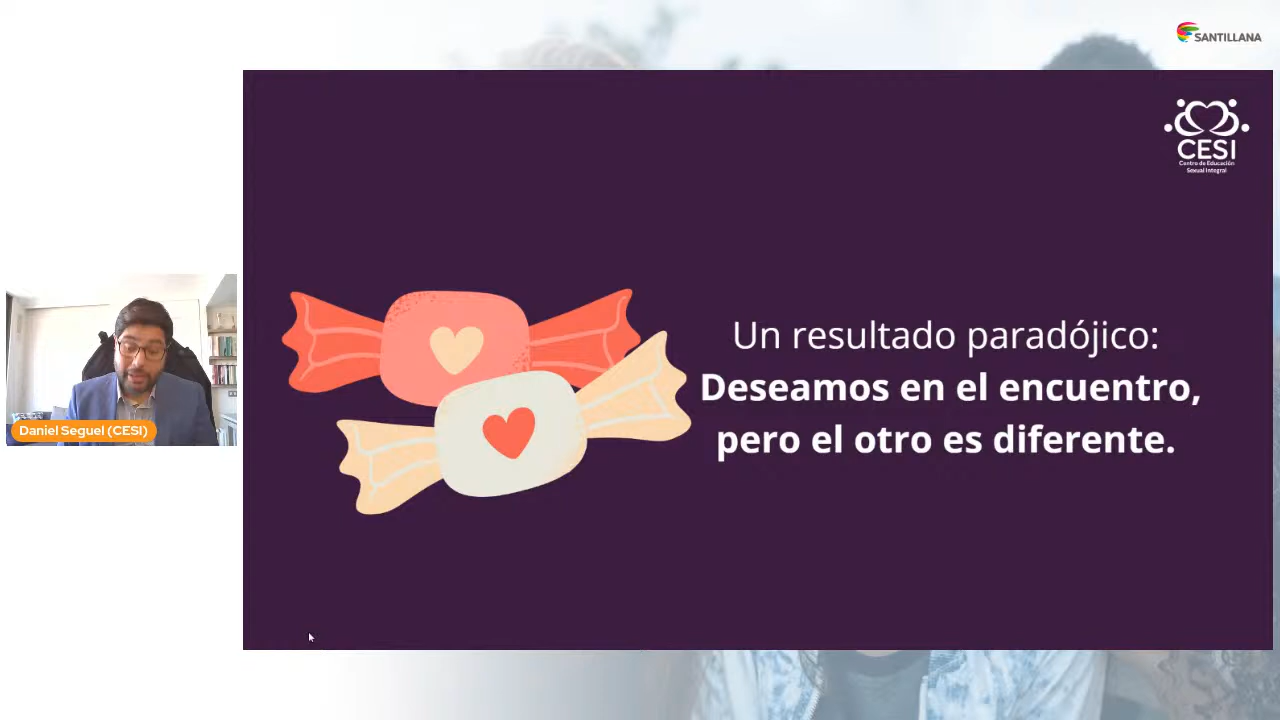 SANTILLANA
CESI
Centro de Educación
Sexual Integral
Un resultado paradójico:
Deseamos en el encuentro,
pero el otro es diferente.
Daniel Seguel (CESI)